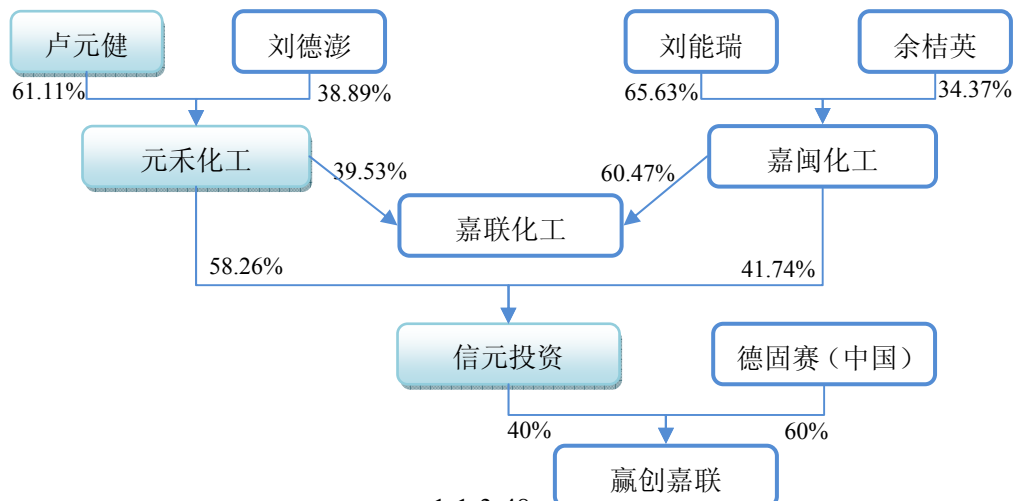 卢元健
刘德澎
刘能瑞
余桔英
61.11%
38.89%
65.63%
34.37%
元禾化工
嘉闽化工
39.53%
60.47%
嘉联化工
58.26%
41.74%
信元投资
德固赛（中国）
40%
60%
赢创嘉联